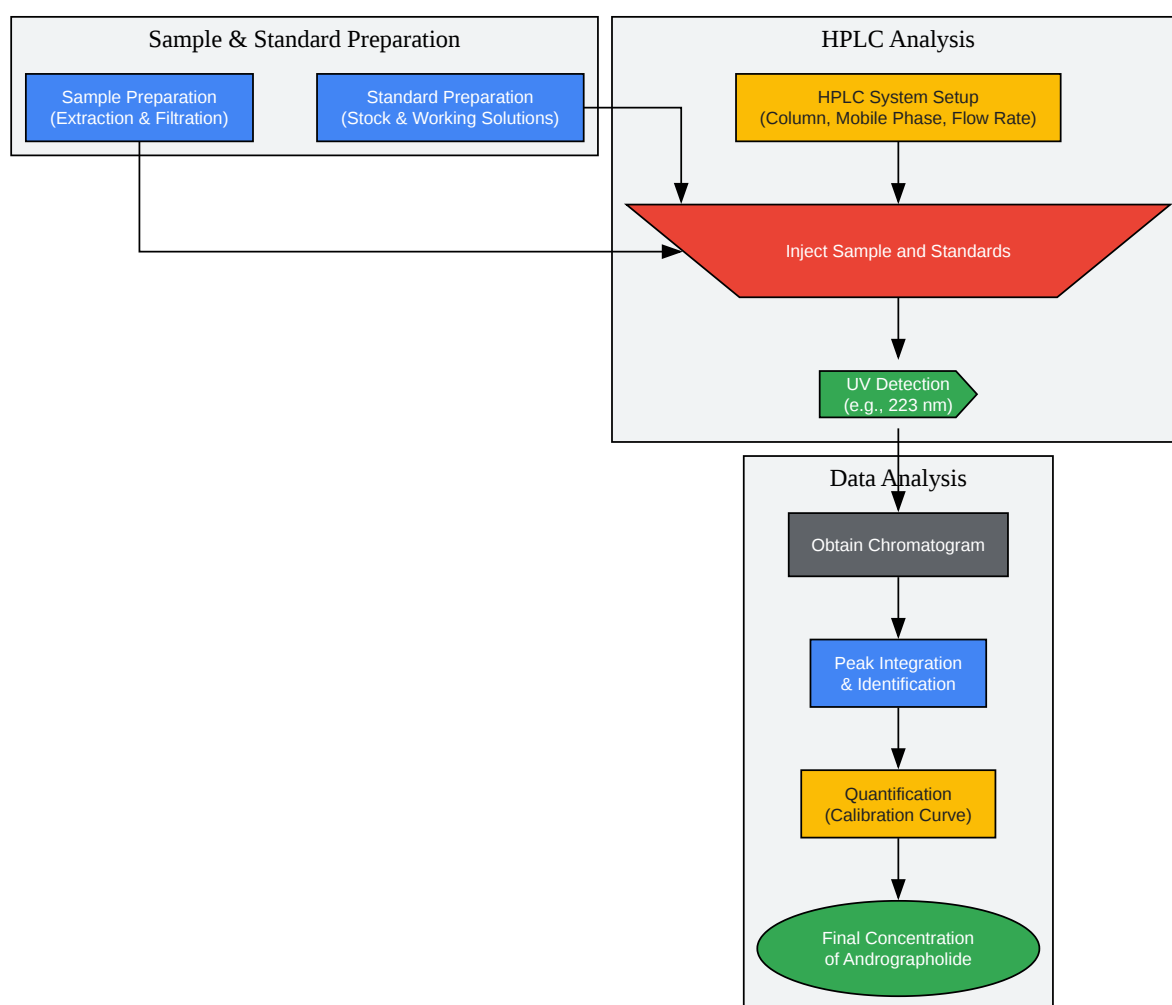 Sample & Standard Preparation
Sample Preparation
(Extraction & Filtration)
Standard Preparation
(Stock & Working Solutions)
HPLC Analysis
HPLC System Setup
(Column, Mobile Phase, Flow Rate)
Inject Sample and Standards
UV Detection
(e.g., 223 nm)
Data Analysis
Obtain Chromatogram
Peak Integration
& Identification
Quantification
(Calibration Curve)
Final Concentration
of Andrographolide